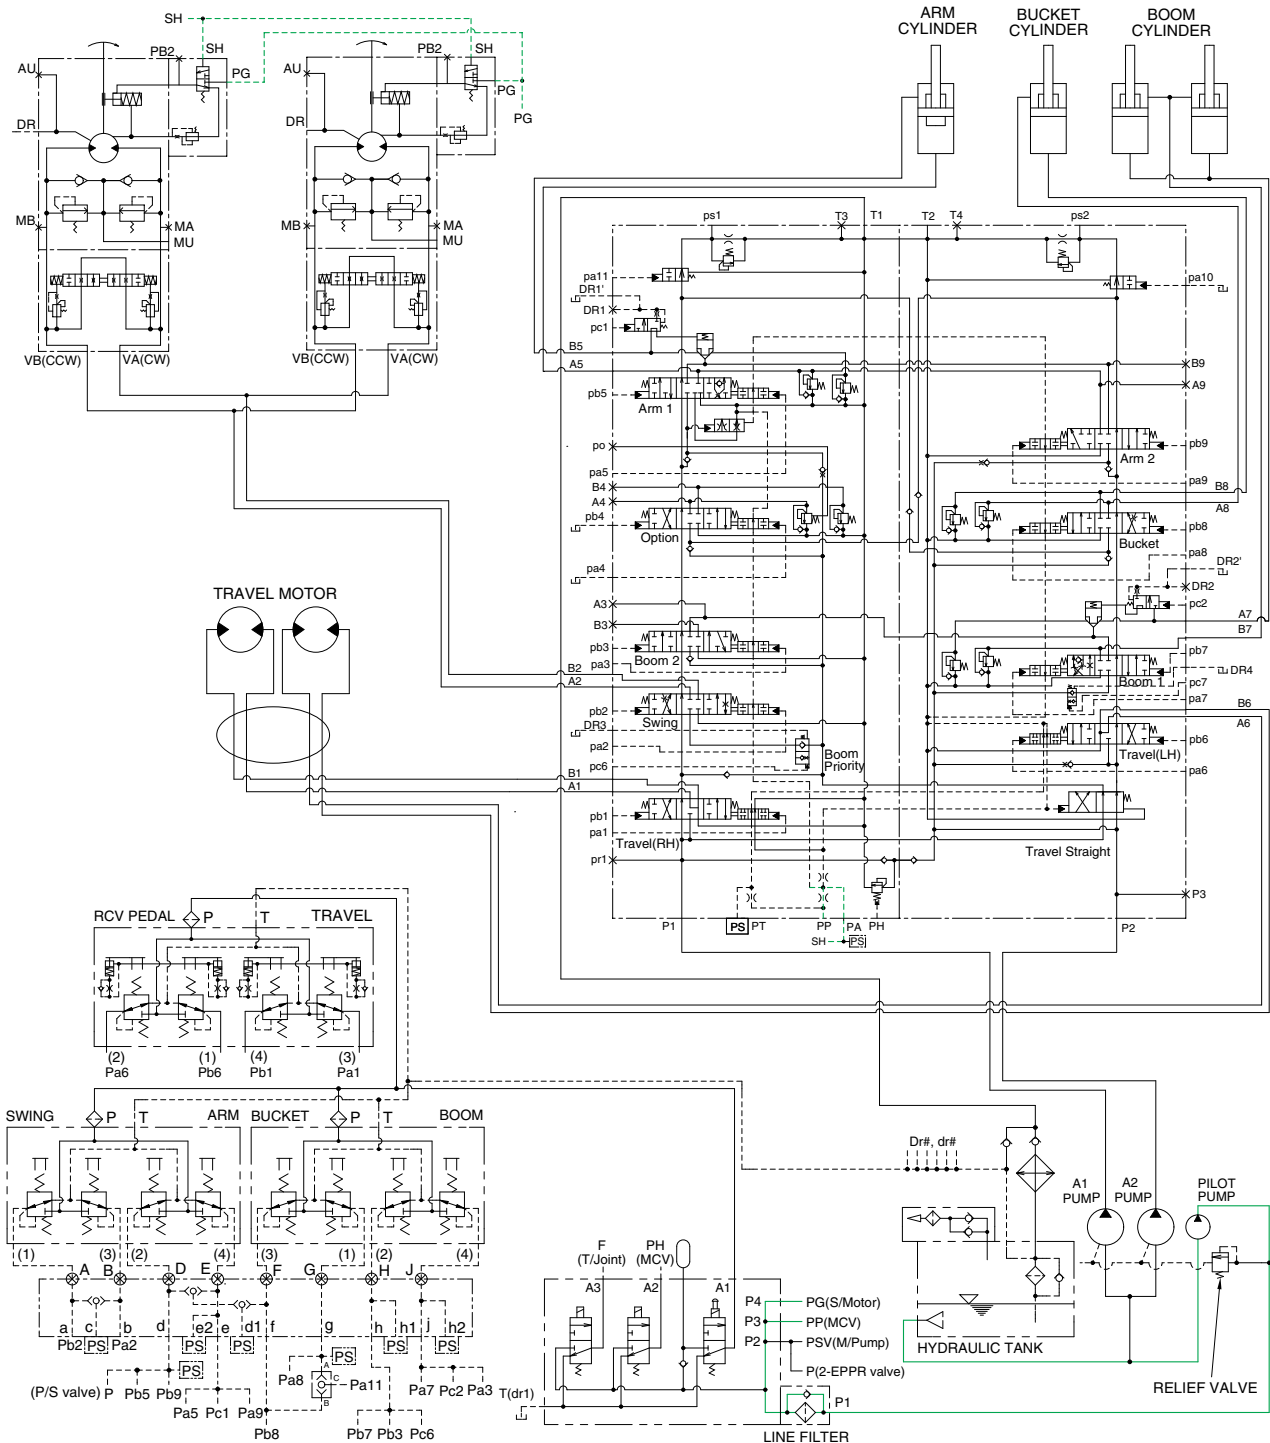 SH
PB2
SH
PG
AU
DR
MB
MA
MU
VB(CCW)
VA(CW)
PB2
SH
PG
PG
AU
DR
MB
MA
MU
VB(CCW)
VA(CW)
ARM
CYLINDER
BUCKET
CYLINDER
BOOM
CYLINDER
ps1
T3
T1
T2
T4
ps2
pa11
DR1'
DR1
pc1
B5
A5
pb5
Arm 1
po
pa5
B4
A4
pb4
Option
pa4
A3
B3
pb3
Boom 2
pa3
B2
A2
pb2
Swing
DR3
pa2
pc6
Boom
Priority
B1
A1
pb1
pa1
Travel(RH)
pr1
pa10
B9
A9
pb9
Arm 2
pa9
B8
A8
pb8
Bucket
pa8
DR2'
DR2
pc2
A7
B7
pb7
DR4
Boom 1
pc7
pa7
B6
A6
pb6
Travel(LH)
pa6
Travel Straight
P3
P1
PS
PT
PP
PA
PH
P2
SH
PS
TRAVEL MOTOR
RCV PEDAL
P
T
TRAVEL
(2)
(1)
(4)
(3)
Pa6
Pb6
Pb1
Pa1
SWING
P
T
ARM
BUCKET
P
T
BOOM
(1)
(3)
(2)
(4)
(3)
(1)
(2)
(4)
A
B
D
E
F
G
H
J
a
c
b
d
e2
e
d1
f
g
h
h1
j
h2
Pb2
PS
Pa2
PS
PS
PS
PS
PS
PS
(P/S valve)
P
Pb5
Pb9
Pa5
Pc1
Pa9
Pb8
Pa8
A
C
B
Pa11
Pb7
Pb3
Pc6
Pa7
Pc2
Pa3
Dr#, dr#
A1
PUMP
A2
PUMP
PILOT
PUMP
F
(T/Joint)
PH
(MCV)
A3
A2
A1
P4
PG(S/Motor)
P3
PP(MCV)
P2
PSV(M/Pump)
P(2-EPPR valve)
T(dr1)
P1
LINE FILTER
HYDRAULIC TANK
RELIEF VALVE